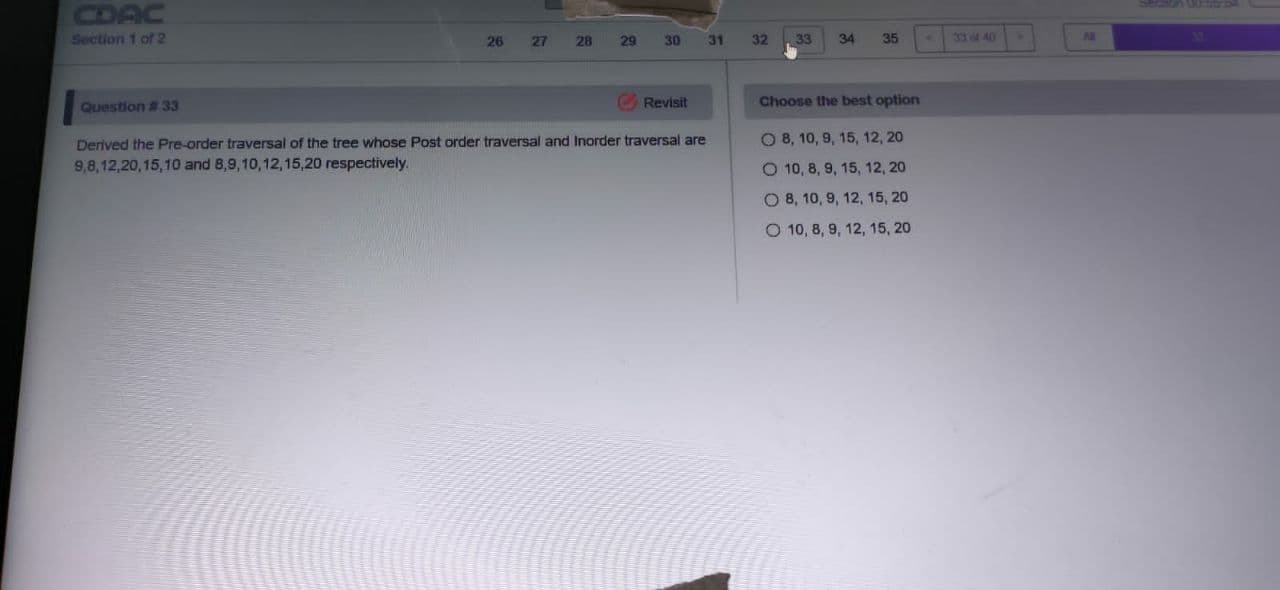 CDAC
Section 1 of 2
26 27 28 29 30 31 32 33 34 35 < 33 of 40 > All
Question # 33
Revisit
Derived the Pre-order traversal of the tree whose Post order traversal and Inorder traversal are
9,8,12,20,15,10 and 8,9,10,12,15,20 respectively.
Choose the best option
8, 10, 9, 15, 12, 20
10, 8, 9, 15, 12, 20
8, 10, 9, 12, 15, 20
10, 8, 9, 12, 15, 20